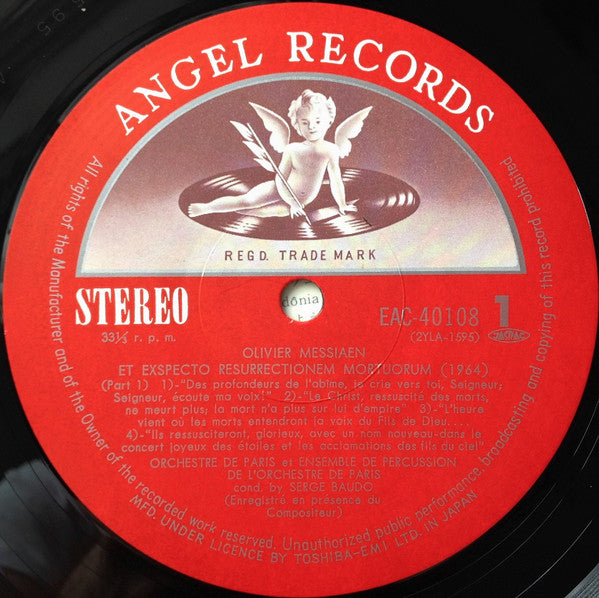 ANGEL RECORDS
REGD. TRADE MARK
STEREO
33⅓ r. p. m.
dōnia
EAC-40108 1
(2YLA-1595)
OLIVIER MESSIAEN
ET EXSPECTO RESURRECTIONEM MORTUORUM (1964)
(Part 1) 1)-"Des profondeurs de l'abîme, je crie vers toi, Seigneur:
Seigneur, écoute ma voix!" 2)-"Le Christ, ressuscité des morts,
ne meurt plus; la mort n'a plus sur lui d'empire" 3)-"L'heure
vient où les morts entendront la voix du Fils de Dieu....
4)-"Ils ressusciteront, glorieux, avec un nom nouveau-dans le
concert joyeux des étoiles et les acclamations des fils du ciel"
ORCHESTRE DE PARIS et ENSEMBLE DE PERCUSSION
DE L'ORCHESTRE DE PARIS
cond. by SERGE BAUDO
(Enregistré en présence du
Compositeur)
All rights of the Manufacturer and of the Owner of the recorded work reserved. Unauthorized public performance broadcasting and copying of this record prohibited
MFD. UNDER LICENCE BY TOSHIBA-EMI LTD. IN JAPAN